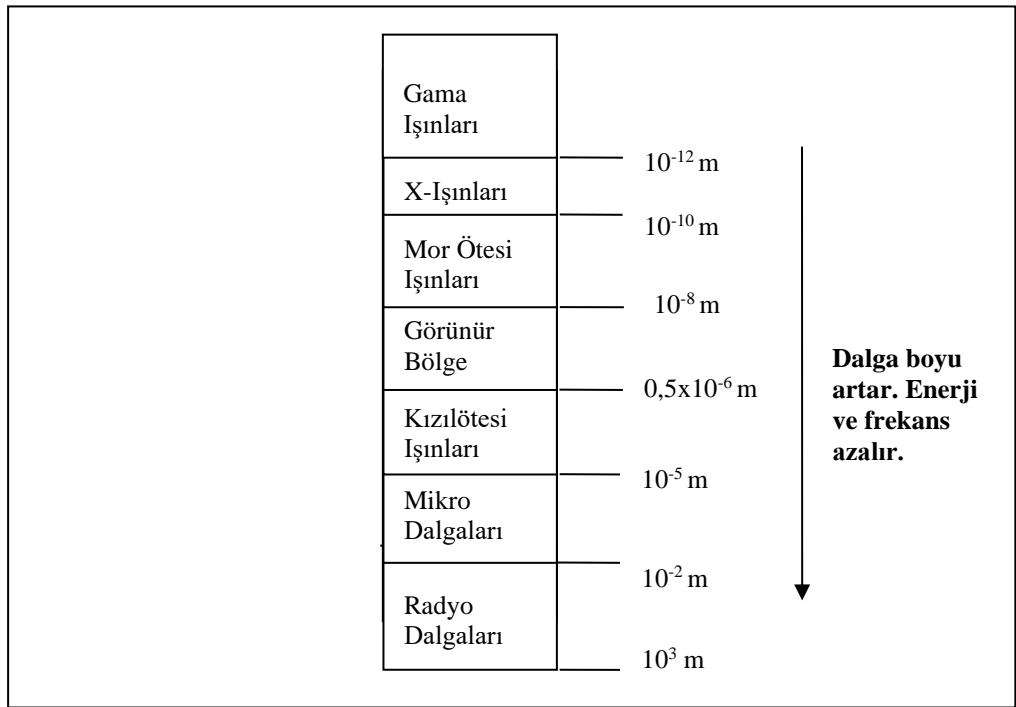 Gama
Işınları
10⁻¹² m
X-Işınları
10⁻¹⁰ m
Mor Ötesi
Işınları
10⁻⁸ m
Görünür
Bölge
0,5x10⁻⁶ m
Kızılötesi
Işınları
10⁻⁵ m
Mikro
Dalgaları
10⁻² m
Radyo
Dalgaları
10³ m
Dalga boyu
artar. Enerji
ve frekans
azalır.